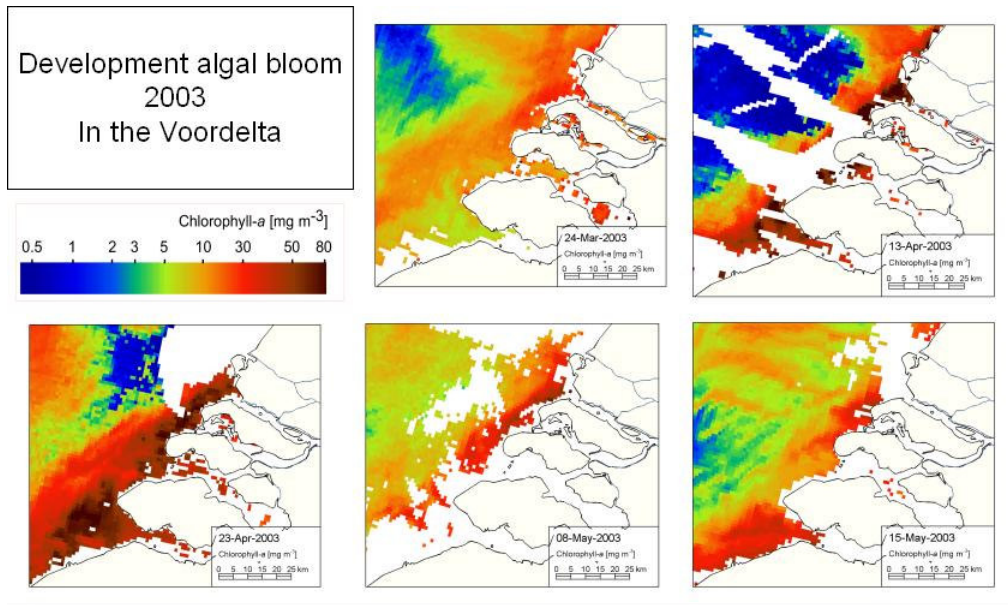 Development algal bloom
2003
In the Voordelta
Chlorophyll-a [mg m-3]
0.5 1 2 3 5 10 30 50 80
24-Mar-2003
Chlorophyll-a [mg m-3]
0 5 10 15 20 25 km
13-Apr-2003
Chlorophyll-a [mg m-3]
0 5 10 15 20 25 km
23-Apr-2003
Chlorophyll-a [mg m-3]
0 5 10 15 20 25 km
08-May-2003
Chlorophyll-a [mg m-3]
0 5 10 15 20 25 km
15-May-2003
Chlorophyll-a [mg m-3]
0 5 10 15 20 25 km